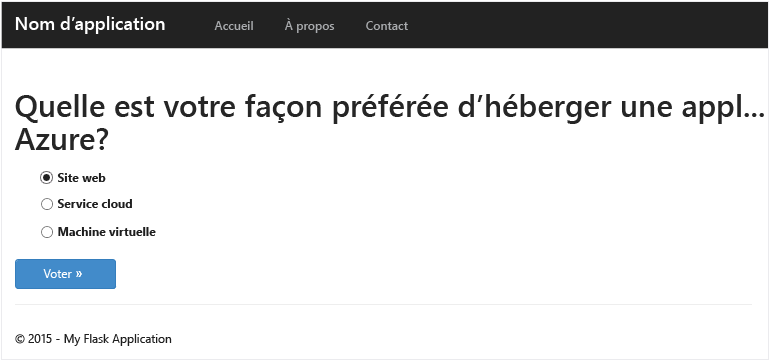 Nom d’application Accueil À propos Contact
Quelle est votre façon préférée d’héberger une appl...
Azure?
Site web
Service cloud
Machine virtuelle
Voter »
© 2015 - My Flask Application